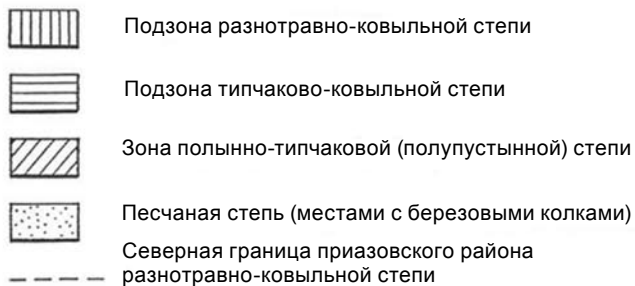 Подзона разнотравно-ковыльной степи
Подзона типчаково-ковыльной степи
Зона полынно-типчаковой (полупустынной) степи
Песчаная степь (местами с березовыми колками)
Северная граница приазовского района
разнотравно-ковыльной степи